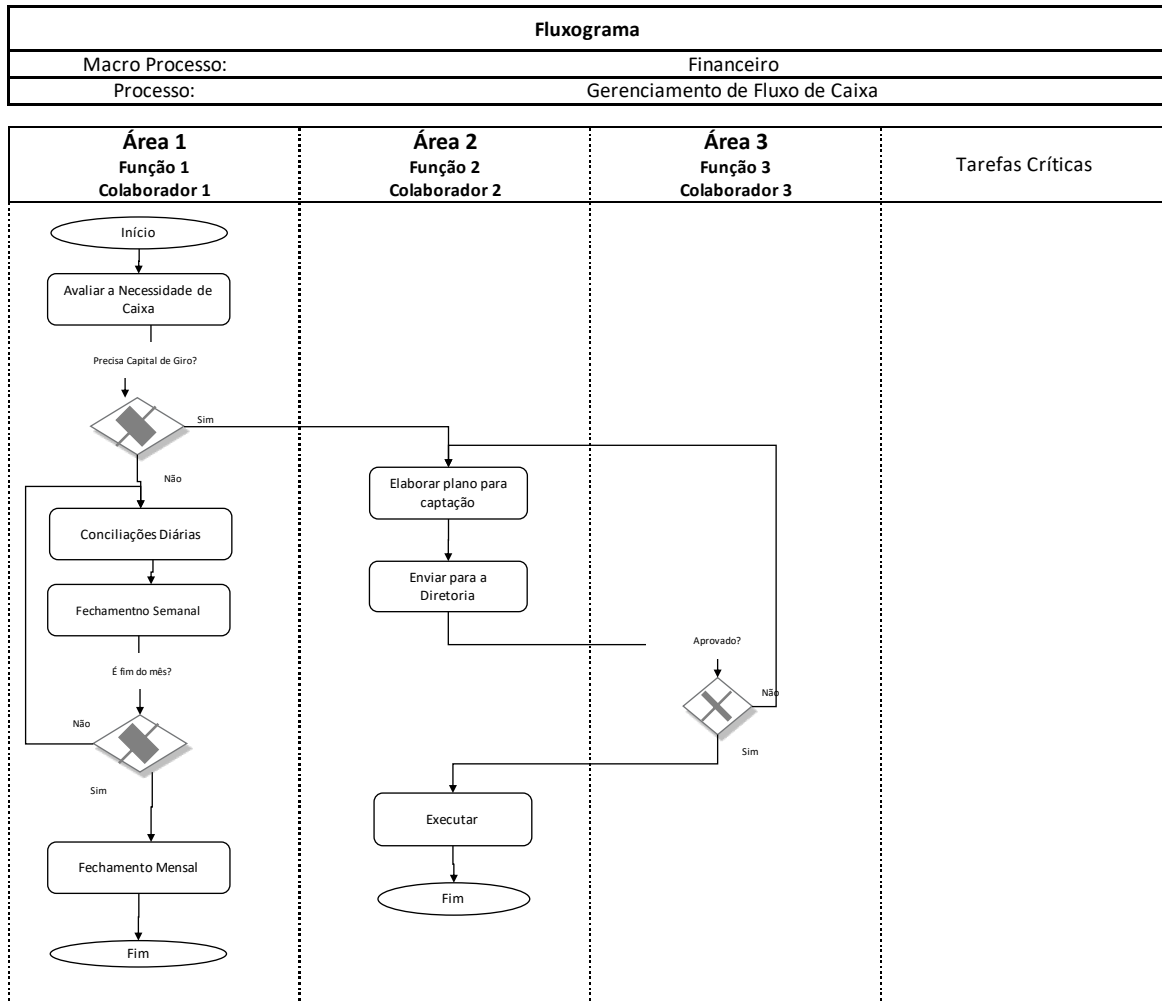 Fluxograma
Macro Processo:
Financeiro
Processo:
Gerenciamento de Fluxo de Caixa
Área 1
Função 1
Colaborador 1
Área 2
Função 2
Colaborador 2
Área 3
Função 3
Colaborador 3
Tarefas Críticas
Início
Avaliar a Necessidade de
Caixa
Precisa Capital de Giro?
Sim
Não
Conciliações Diárias
Fechamentno Semanal
É fim do mês?
Não
Sim
Fechamento Mensal
Fim
Elaborar plano para
captação
Enviar para a
Diretoria
Aprovado?
Não
Sim
Executar
Fim